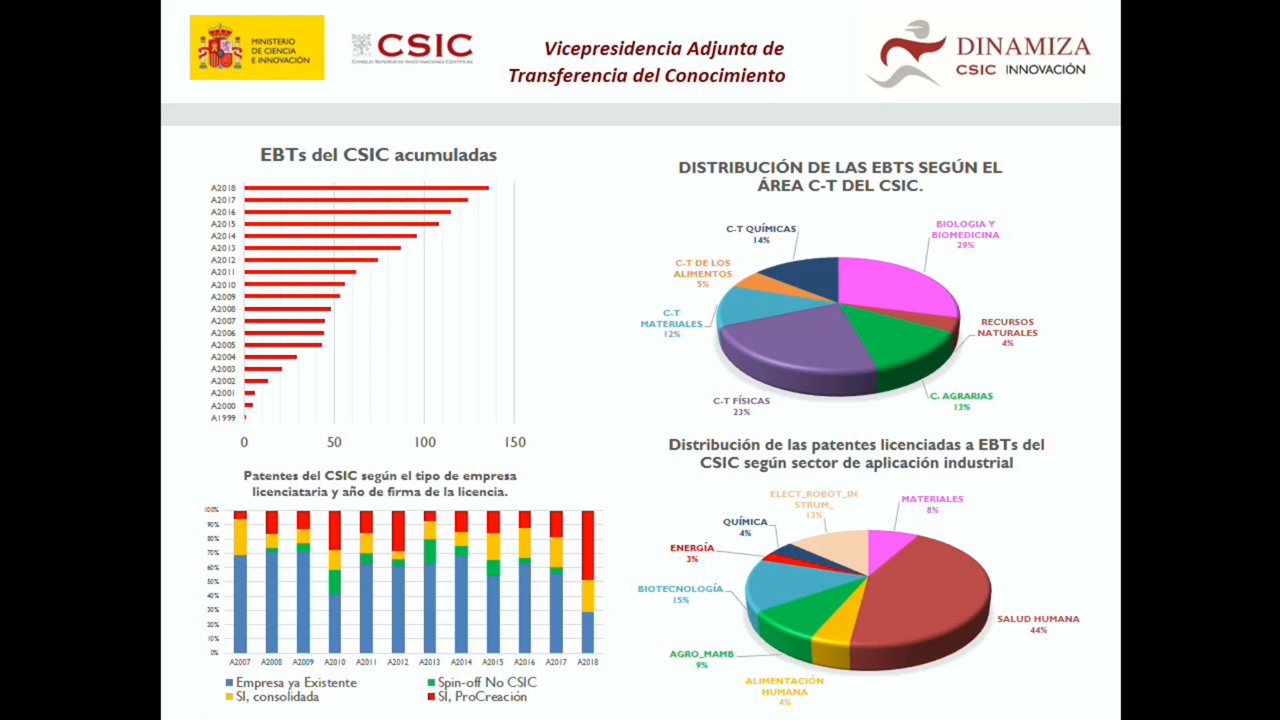 MINISTERIO
DE CIENCIA
E INNOVACIÓN
CSIC
CONSEJO SUPERIOR DE INVESTIGACIONES CIENTÍFICAS
Vicepresidencia Adjunta de
Transferencia del Conocimiento
DINAMIZA
CSIC INNOVACIÓN
EBTs del CSIC acumuladas
A2018
A2017
A2016
A2015
A2014
A2013
A2012
A2011
A2010
A2009
A2008
A2007
A2006
A2005
A2004
A2003
A2002
A2001
A2000
A1999
0 50 100 150
DISTRIBUCIÓN DE LAS EBTS SEGÚN EL
ÁREA C-T DEL CSIC.
C-T QUÍMICAS
14%
BIOLOGIA Y
BIOMEDICINA
29%
C-T DE LOS
ALIMENTOS
5%
C-T
MATERIALES
12%
RECURSOS
NATURALES
4%
C-T FÍSICAS
23%
C. AGRARIAS
13%
Patentes del CSIC según el tipo de empresa
licenciataria y año de firma de la licencia.
100%
90%
80%
70%
60%
50%
40%
30%
20%
10%
0%
A2007 A2008 A2009 A2010 A2011 A2012 A2013 A2014 A2015 A2016 A2017 A2018
Empresa ya Existente
Spin-off No CSIC
SI, consolidada
SI, ProCreación
Distribución de las patentes licenciadas a EBTs del
CSIC según sector de aplicación industrial
ELECT_ROBOT_IN
STRUM_
13%
MATERIALES
8%
QUÍMICA
4%
ENERGÍA
3%
BIOTECNOLOGÍA
15%
SALUD HUMANA
44%
AGRO_MAMB
9%
ALIMENTACIÓN
HUMANA
4%